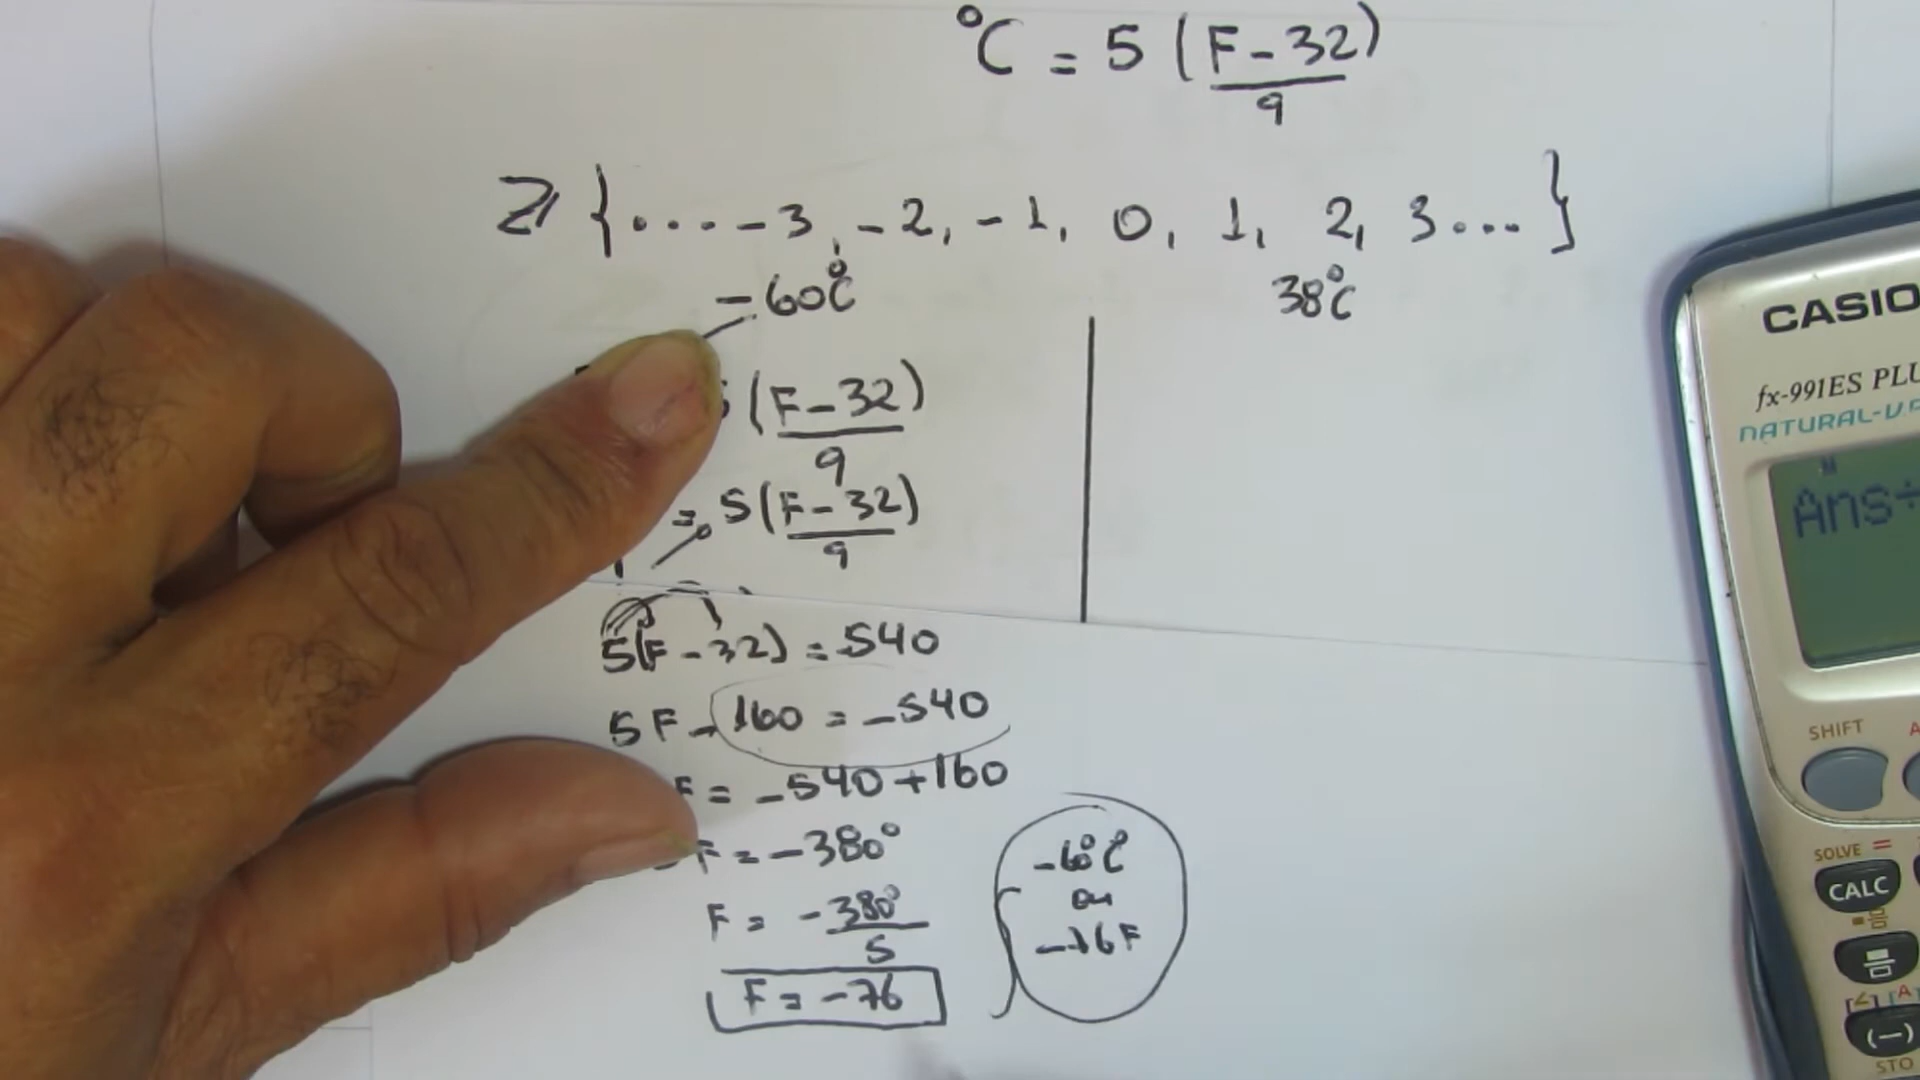 °C = 5 (F - 32)
9
Z {.... -3, -2, -1, 0, 1, 2, 3....}
-60°C
38°C
(F - 32)
9
= 5 (F - 32)
9
5(F - 32) = 540
5F - 160 = -540
F = -540 + 160
F = -380°
F = -380°
5
F = -76
-60°C
ou
-76F
CASIO
fx-991ES PLU
NATURAL-V.P
Ans÷
SHIFT
A
SOLVE =
CALC
(-)
STO